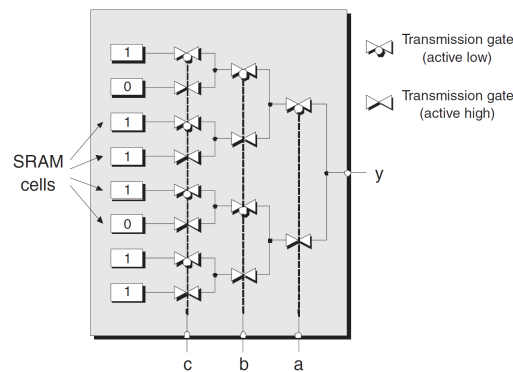 1
0
1
1
1
0
1
1
SRAM
cells
Transmission gate
(active low)
Transmission gate
(active high)
y
c b a